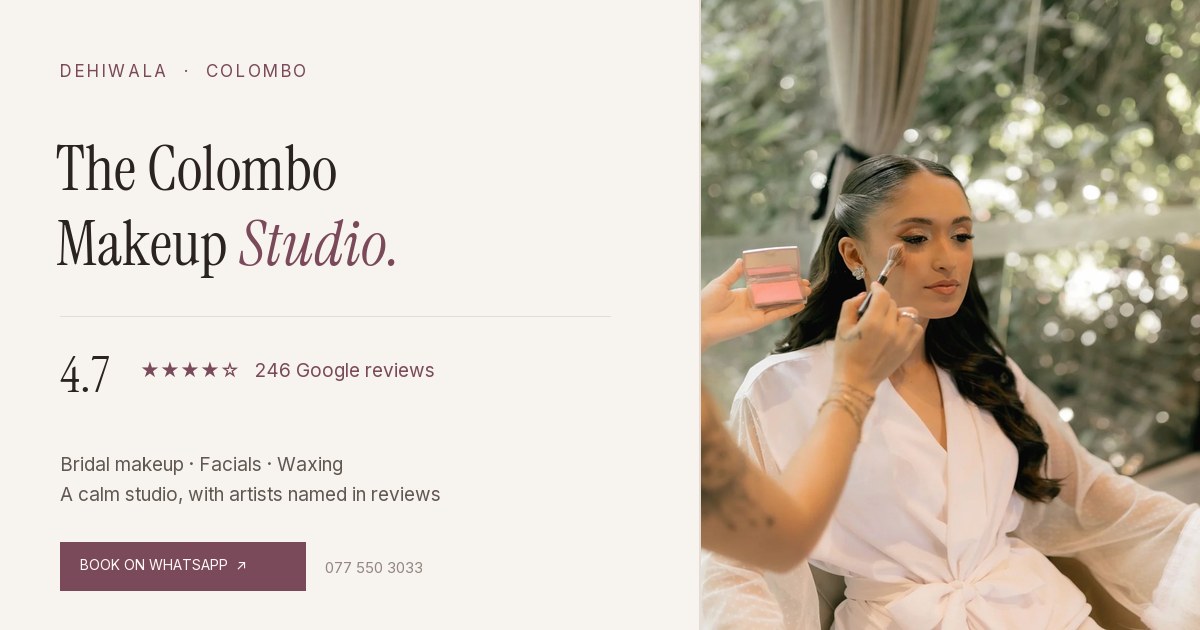 DEHIWALA · COLOMBO
The Colombo
Makeup Studio.
4.7 ★★★★☆ 246 Google reviews
Bridal makeup · Facials · Waxing
A calm studio, with artists named in reviews
BOOK ON WHATSAPP ↗ 077 550 3033